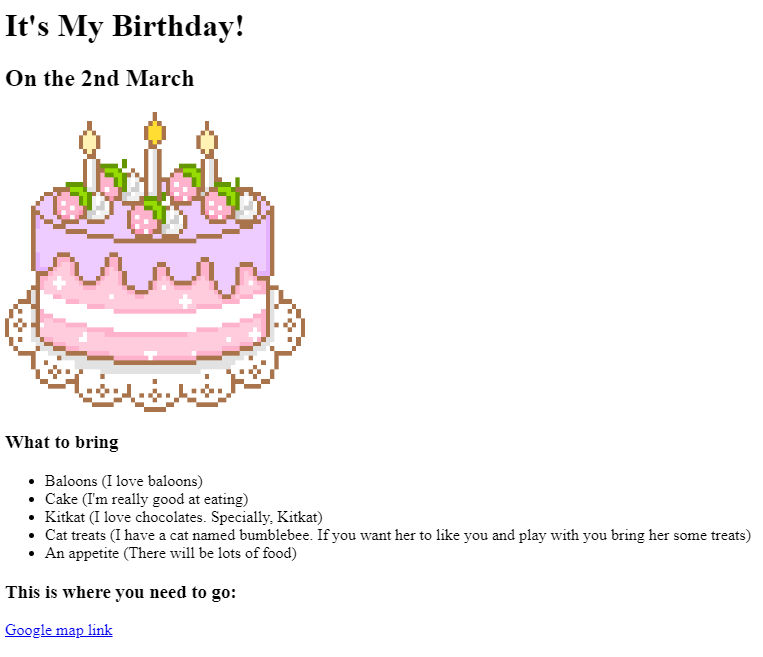 It's My Birthday!
On the 2nd March
What to bring
Baloons (I love baloons)
Cake (I'm really good at eating)
Kitkat (I love chocolates. Specially, Kitkat)
Cat treats (I have a cat named bumblebee. If you want her to like you and play with you bring her some treats)
An appetite (There will be lots of food)
This is where you need to go:
Google map link